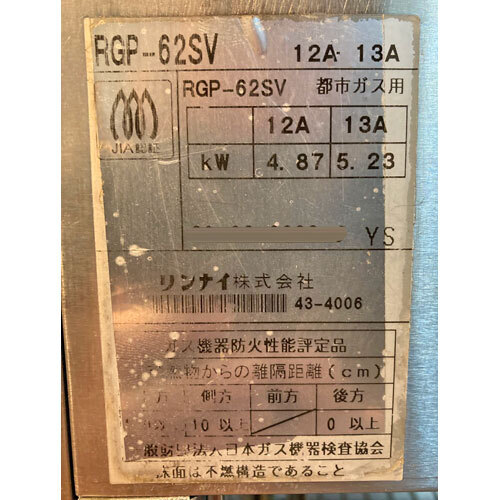 RGP-62SV 12A・13A
RGP-62SV 都市ガス用
JIA認証
12A 13A
kW 4.87 5.23
YS
リンナイ株式会社
43-4006
ガス機器防火性能評定品
からの離隔距離(cm)
方 側方 前方 後方
10以上 0以上
日本ガス機器検査協会
床面は不燃構造であること